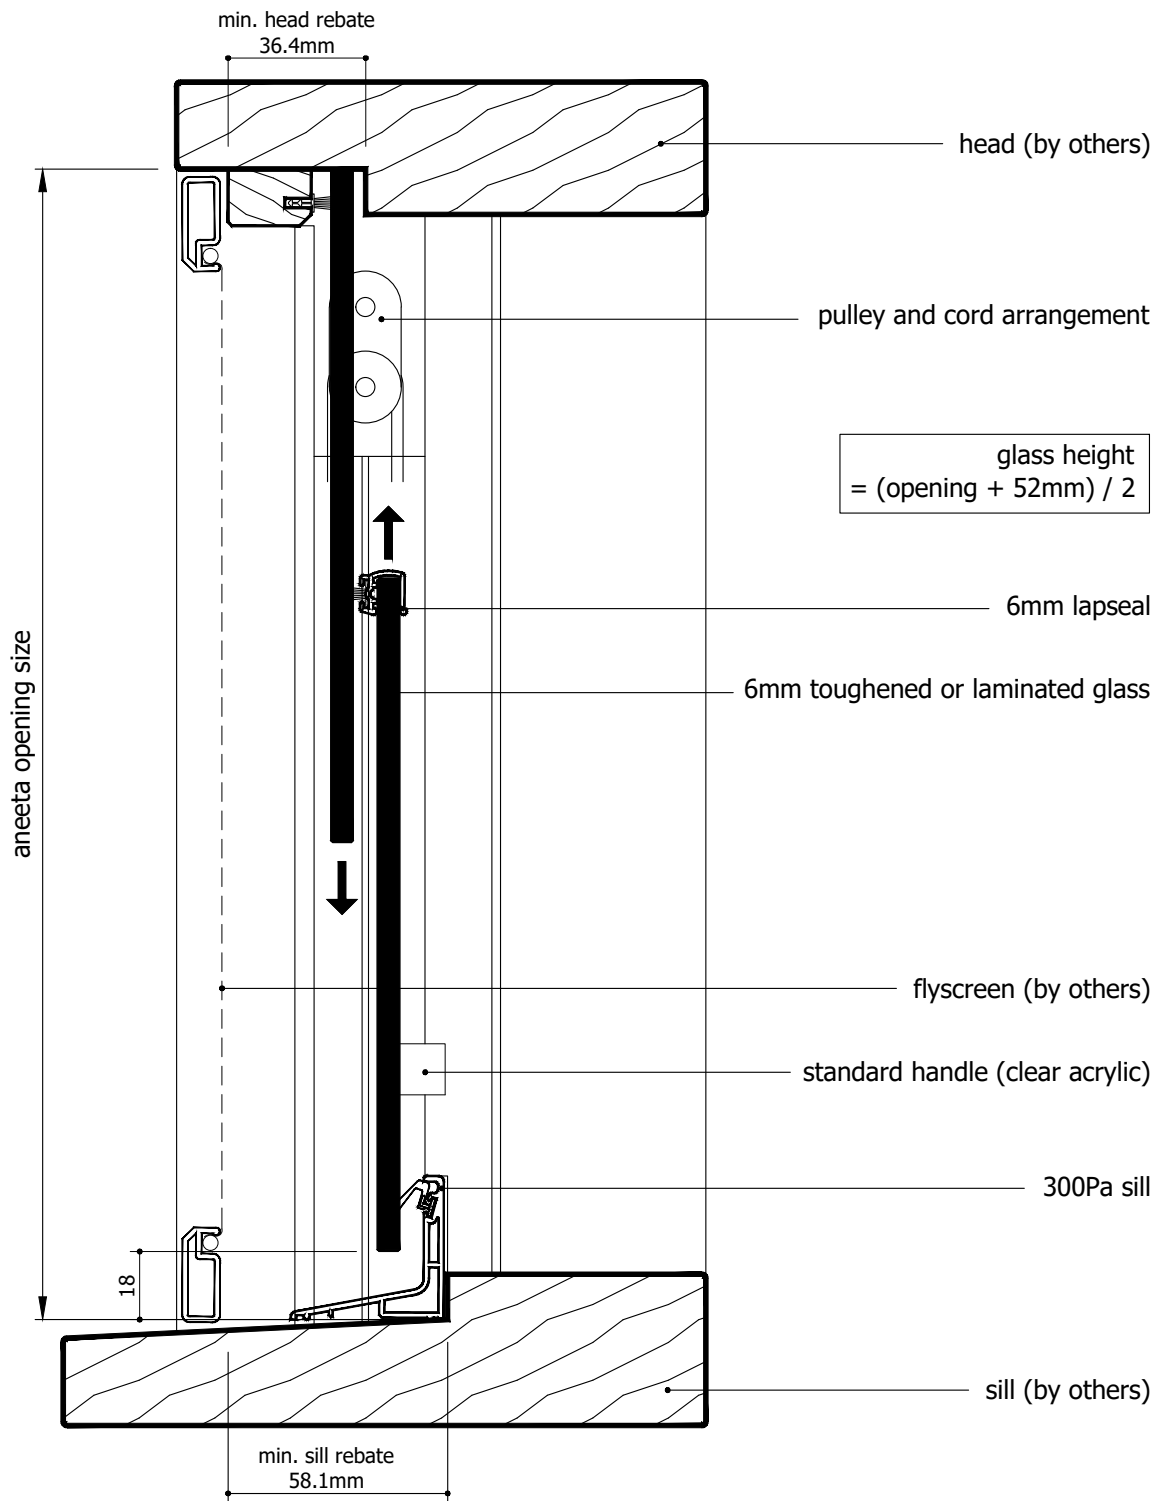 min. head rebate
36.4mm
head (by others)
pulley and cord arrangement
glass height
= (opening + 52mm) / 2
6mm lapseal
aneeta opening size
6mm toughened or laminated glass
flyscreen (by others)
standard handle (clear acrylic)
300Pa sill
18
sill (by others)
min. sill rebate
58.1mm